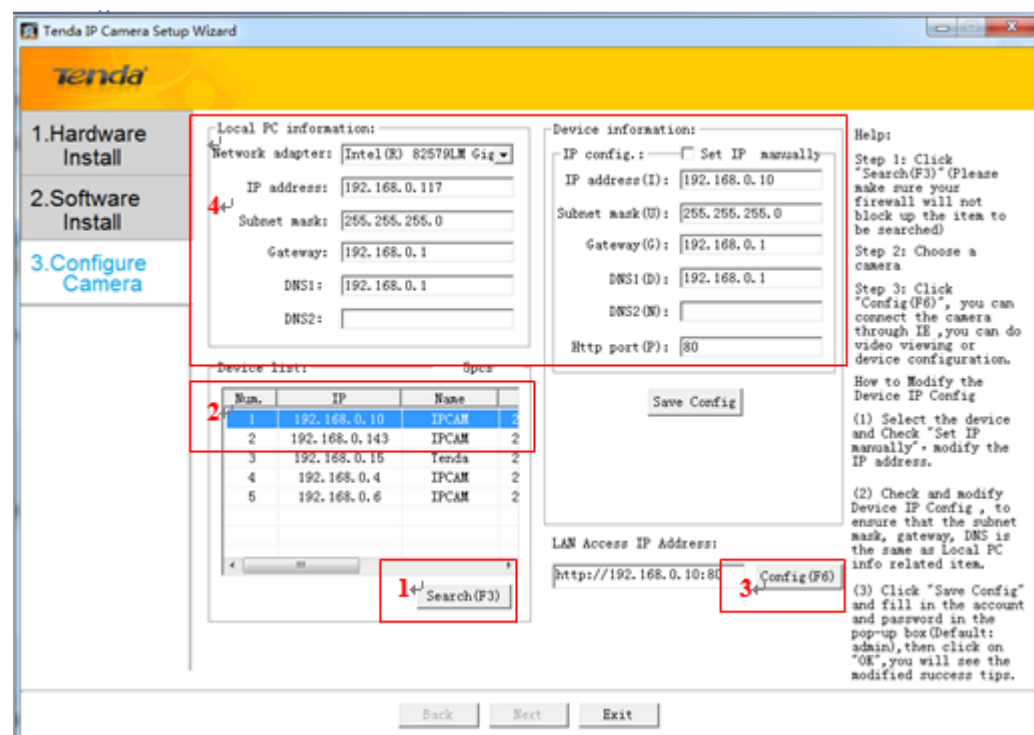 Tenda IP Camera Setup Wizard
Tenda
1.Hardware
Install
2.Software
Install
3.Configure
Camera
Local PC information:
Network adapter: Intel(R) 82579LM Gig
IP address: 192.168.0.117
4
Subnet mask: 255.255.255.0
Gateway: 192.168.0.1
DNS1: 192.168.0.1
DNS2:
Device information:
IP config.: Set IP manually
IP address(I): 192.168.0.10
Subnet mask(U): 255.255.255.0
Gateway(G): 192.168.0.1
DNS1(D): 192.168.0.1
DNS2(N):
Http port(P): 80
Save Config
Device list: 5pcs
2
Num. IP Name
1 192.168.0.10 IPCAM 2
2 192.168.0.143 IPCAM 2
3 192.168.0.15 Tenda 2
4 192.168.0.4 IPCAM 2
5 192.168.0.6 IPCAM 2
1
Search(F3)
LAN Access IP Address:
http://192.168.0.10:80
3
Config(F6)
Help:
Step 1: Click
"Search(F3)"(Please
make sure your
firewall will not
block up the item to
be searched)
Step 2: Choose a
camera
Step 3: Click
"Config(F6)", you can
connect the camera
through IE ,you can do
video viewing or
device configuration.
How to Modify the
Device IP Config
(1) Select the device
and Check "Set IP
manually", modify the
IP address.
(2) Check and modify
Device IP Config , to
ensure that the subnet
mask, gateway, DNS is
the same as Local PC
info related item.
(3) Click "Save Config"
and fill in the account
and password in the
pop-up box(Default:
admin),then click on
"OK",you will see the
modified success tips.
Back Next Exit